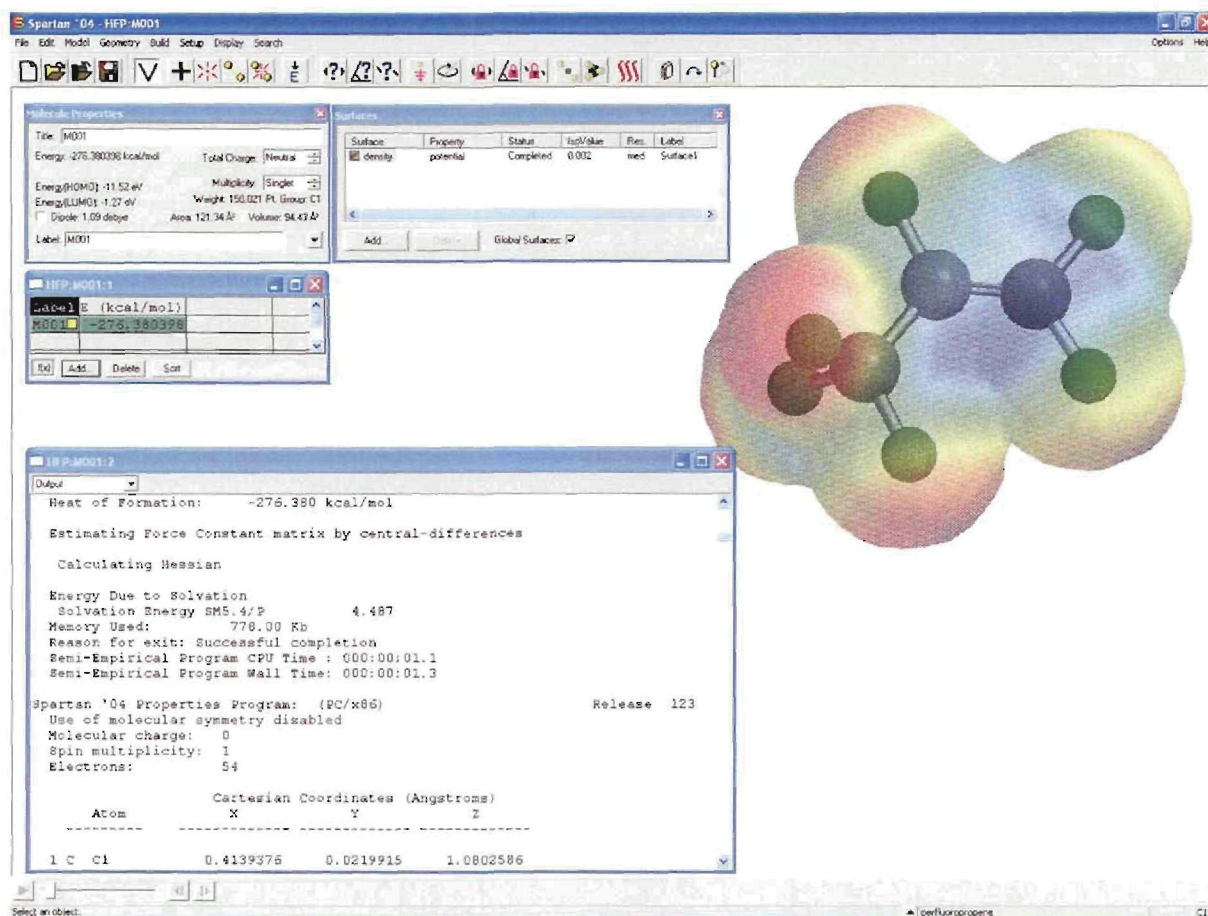 Spartan '04 - HFP:M001
File Edit Model Geometry Build Setup Display Search
Options Help
Molecule Properties
Title: M001
Energy: -276.380398 kcal/mol
Total Charge: Neutral
Energy(HOMO): -11.52 eV
Multiplicity: Singlet
Energy(LUMO): -1.27 eV
Weight: 150.021 Pt. Group: C1
Dipole: 1.09 debye
Area: 121.34 Å²
Volume: 94.43 Å³
Label: M001
Surfaces
Surface Property Status IsoValue Res. Label
density potential Completed 0.002 med Surface1
Add... Delete Global Surfaces:
HFP:M001:1
Label E (kcal/mol)
M001 -276.380398
f(x) Add... Delete Sort
HFP:M001:2
Output
Heat of Formation: -276.380 kcal/mol
Estimating Force Constant matrix by central-differences
Calculating Hessian
Energy Due to Solvation
Solvation Energy SM5.4/P 4.487
Memory Used: 776.00 Kb
Reason for exit: Successful completion
Semi-Empirical Program CPU Time : 000:00:01.1
Semi-Empirical Program Wall Time: 000:00:01.3
Spartan '04 Properties Program: (PC/x86) Release 123
Use of molecular symmetry disabled
Molecular charge: 0
Spin multiplicity: 1
Electrons: 54
Cartesian Coordinates (Angstroms)
Atom X Y Z
--------- ------------- ------------- -------------
1 C C1 0.4139376 0.0219915 1.0802586
Select an object.
perfluoropropene
C1